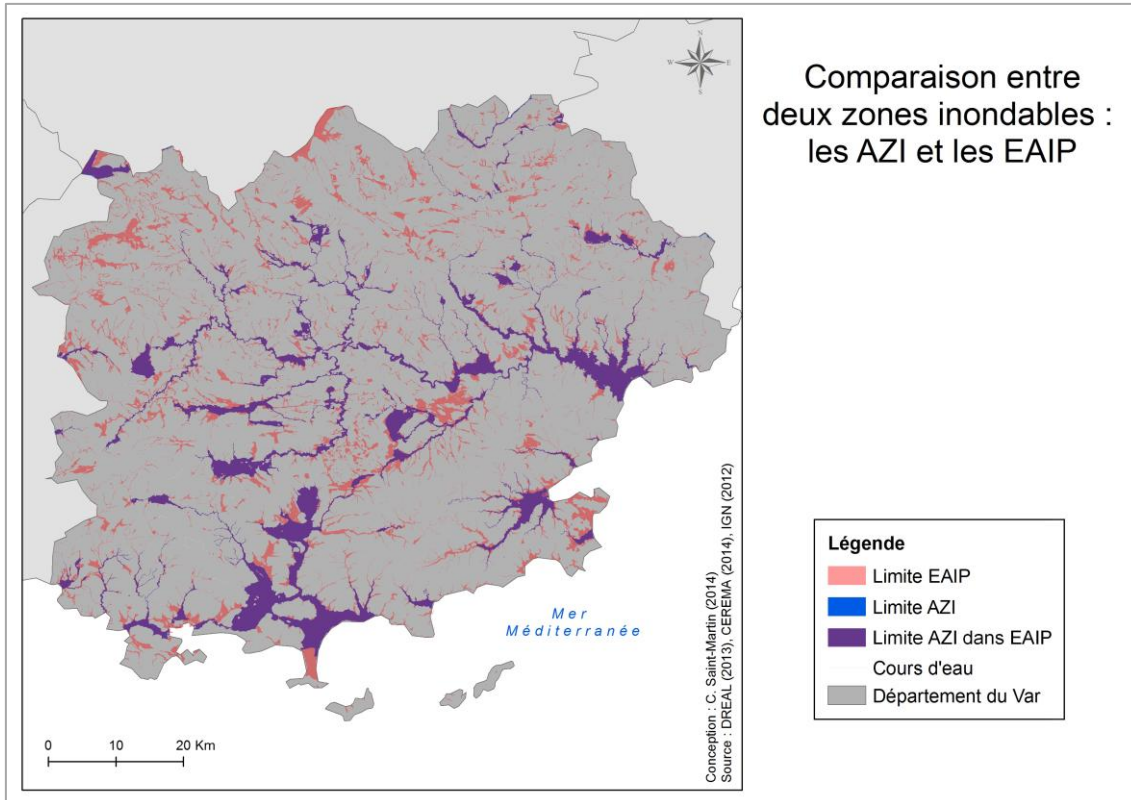 Comparaison entre
deux zones inondables :
les AZI et les EAIP
N
W
E
S
Mer
Méditerranée
0 10 20 Km
Conception : C. Saint-Martin (2014)
Source : DREAL (2013), CEREMA (2014), IGN (2012)
Légende
Limite EAIP
Limite AZI
Limite AZI dans EAIP
Cours d'eau
Département du Var